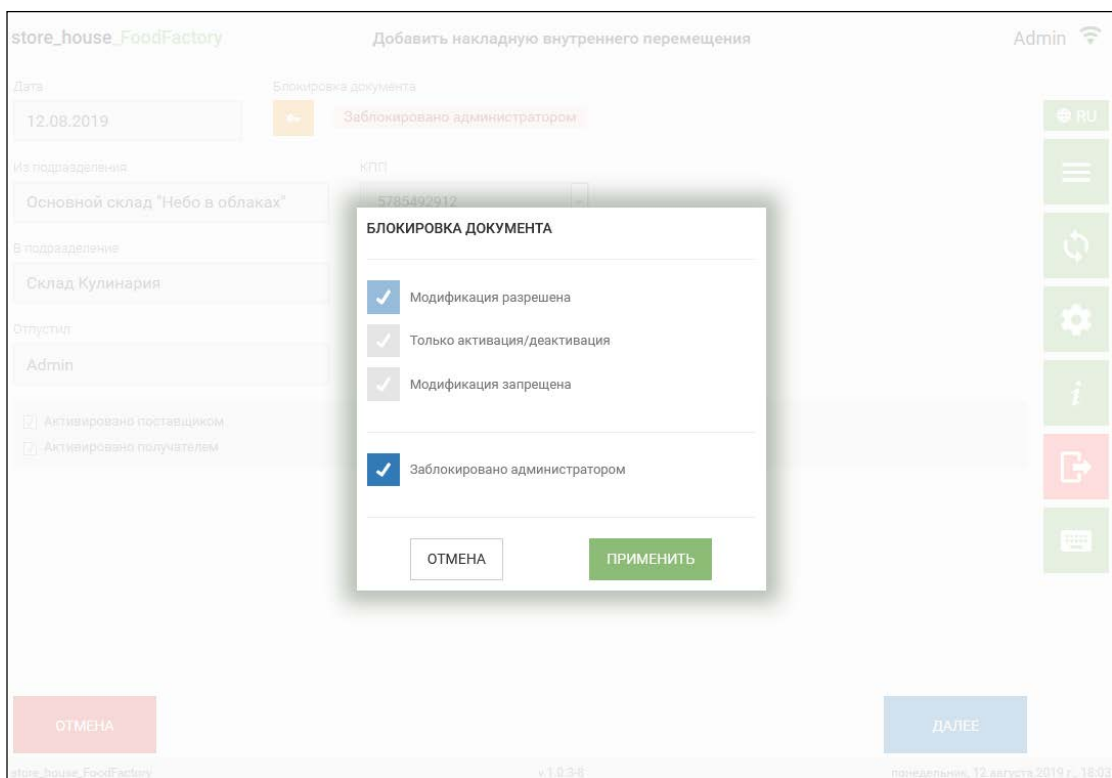 store_house_FoodFactory
Добавить накладную внутреннего перемещения
Admin
Дата
Блокировка документа
12.08.2019
Заблокировано администратором
RU
Из подразделения
КПП
Основной склад "Небо в облаках"
5785492912
В подразделение
Склад Кулинария
Отпустил
Admin
Активировано поставщиком
Активировано получателем
БЛОКИРОВКА ДОКУМЕНТА
Модификация разрешена
Только активация/деактивация
Модификация запрещена
Заблокировано администратором
ОТМЕНА
ПРИМЕНИТЬ
ОТМЕНА
ДАЛЕЕ
store_house_FoodFactory
v.1.0.3-8
понедельник, 12 августа 2019 г., 18:03